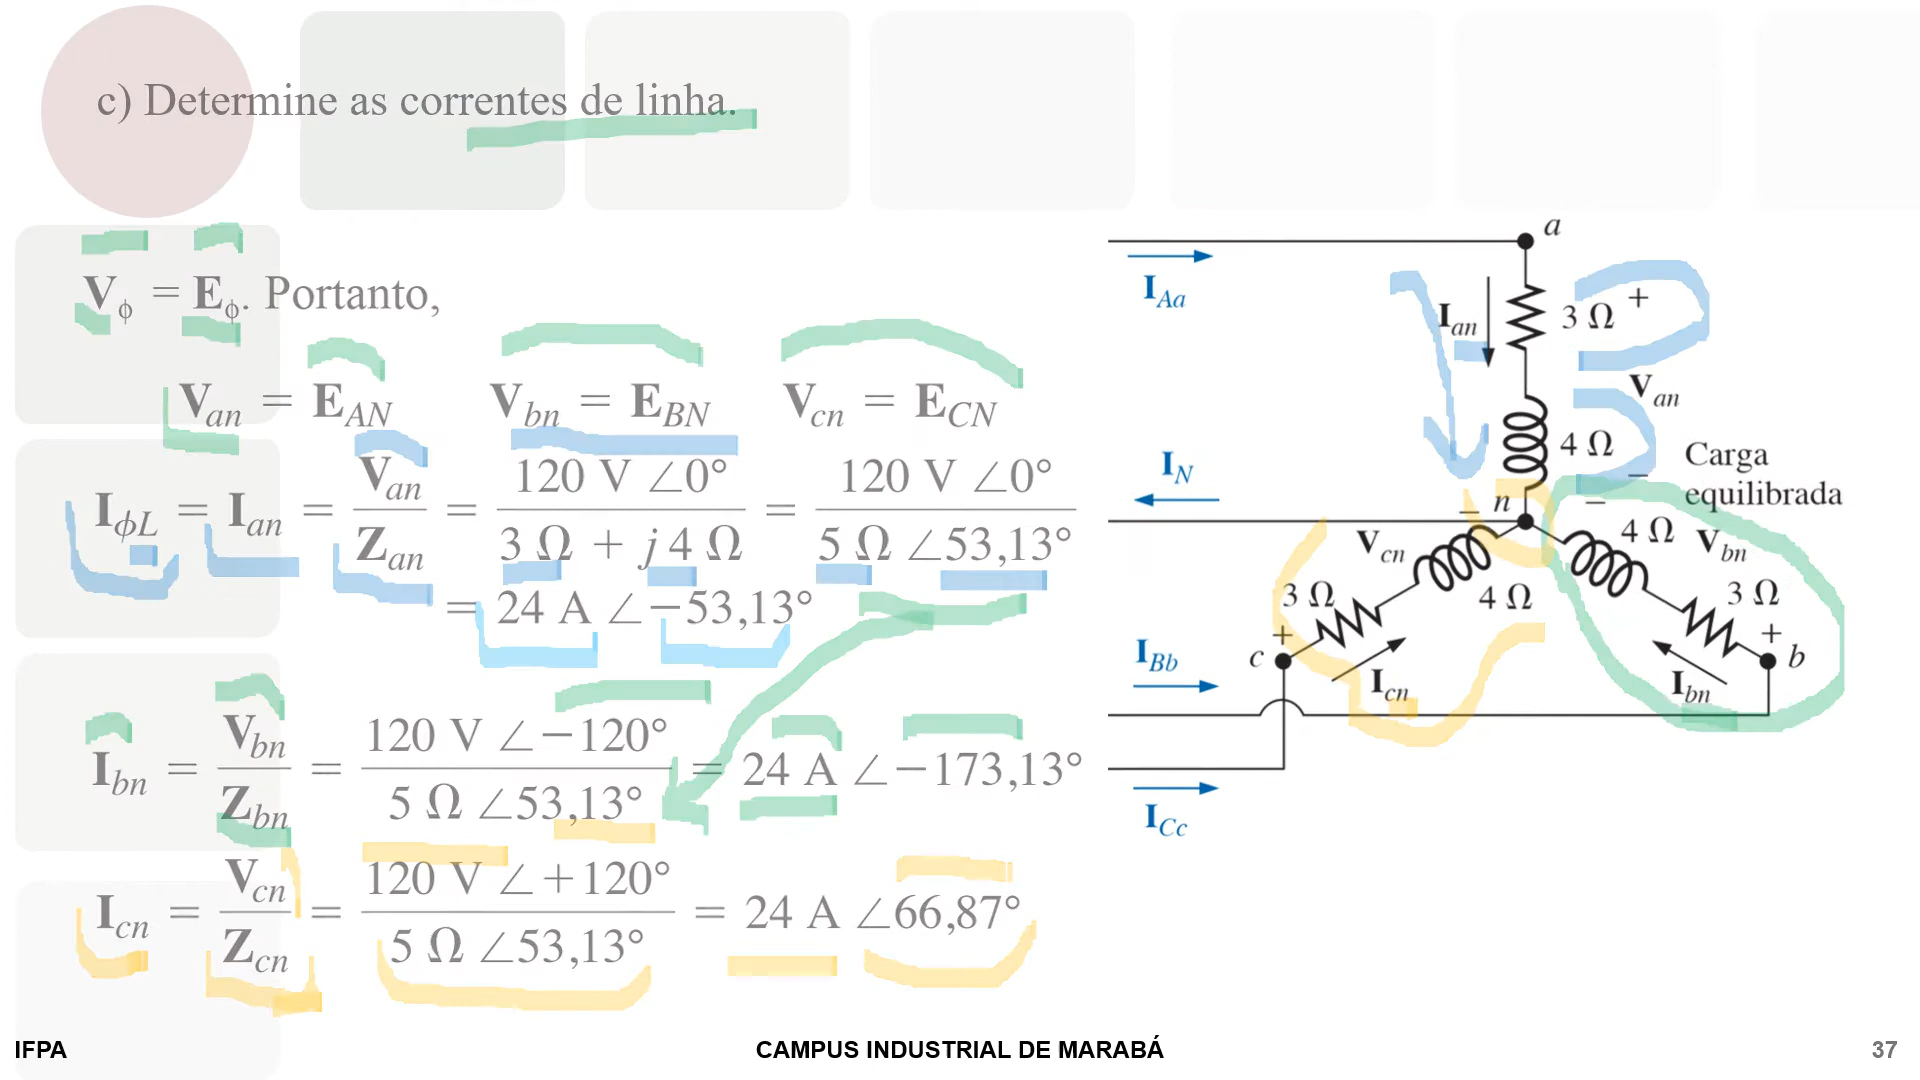 c) Determine as correntes de linha.
V_ϕ = E_ϕ. Portanto,
V_an = E_AN V_bn = E_BN V_cn = E_CN
I_ϕL = I_an = V_an / Z_an = 120 V ∠0° / 3 Ω + j 4 Ω = 120 V ∠0° / 5 Ω ∠53,13°
= 24 A ∠−53,13°
I_bn = V_bn / Z_bn = 120 V ∠−120° / 5 Ω ∠53,13° = 24 A ∠−173,13°
I_cn = V_cn / Z_cn = 120 V ∠+120° / 5 Ω ∠53,13° = 24 A ∠66,87°
a
I_Aa
I_an
3 Ω +
V_an
4 Ω
−
Carga
equilibrada
I_N
− n −
V_cn
4 Ω V_bn
3 Ω
4 Ω
3 Ω
+
+
c
b
I_Bb
I_cn
I_bn
I_Cc
IFPA
CAMPUS INDUSTRIAL DE MARABÁ
37